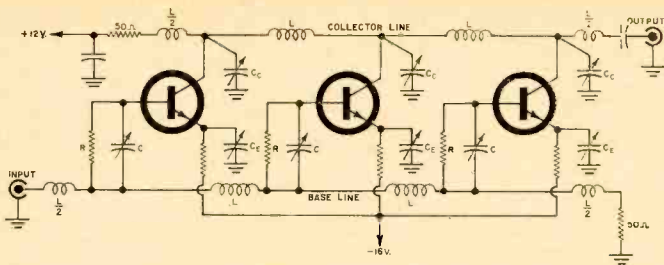 L/2
L
L
L/2
OUTPUT
50Ω
COLLECTOR LINE
+12V.
CC
CC
CC
R
C
CE
R
C
CE
R
C
CE
INPUT
L/2
L
BASE LINE
L
L/2
50Ω
-16V.